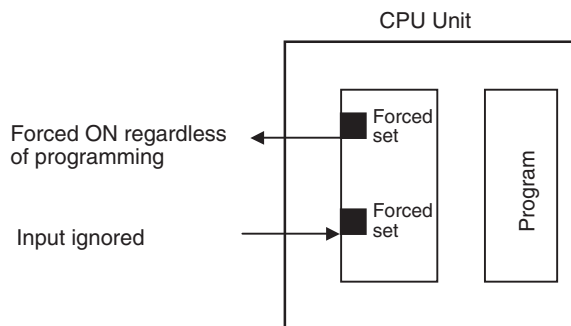 CPU Unit
Forced ON regardless
of programming
Forced
set
Input ignored
Forced
set
Program